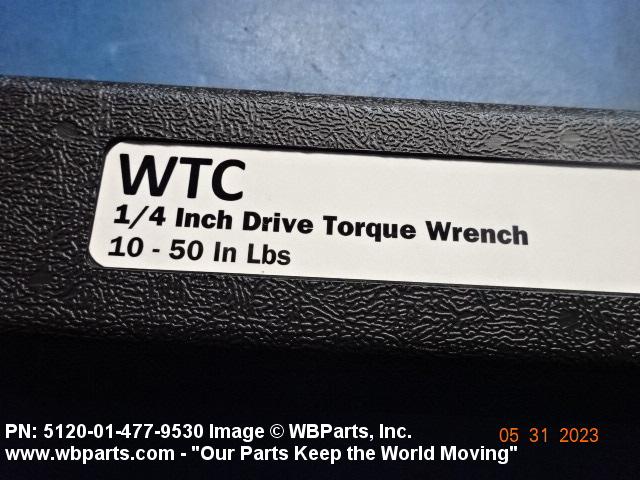 WTC
1/4 Inch Drive Torque Wrench
10 - 50 In Lbs
PN: 5120-01-477-9530 Image © WBParts, Inc.
05 31 2023
www.wbparts.com - "Our Parts Keep the World Moving"